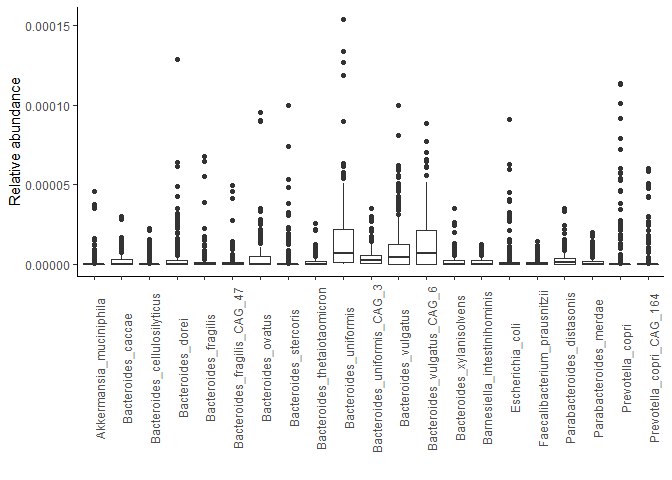 0.00015
0.00010
0.00005
0.00000
Relative abundance
Akkermansia_muciniphila
Bacteroides_caccae
Bacteroides_cellulosilyticus
Bacteroides_dorei
Bacteroides_fragilis
Bacteroides_fragilis_CAG_47
Bacteroides_ovatus
Bacteroides_stercoris
Bacteroides_thetaiotaomicron
Bacteroides_uniformis
Bacteroides_uniformis_CAG_3
Bacteroides_vulgatus
Bacteroides_vulgatus_CAG_6
Bacteroides_xylanisolvens
Barnesiella_intestinihominis
Escherichia_coli
Faecalibacterium_prausnitzii
Parabacteroides_distasonis
Parabacteroides_merdae
Prevotella_copri
Prevotella_copri_CAG_164